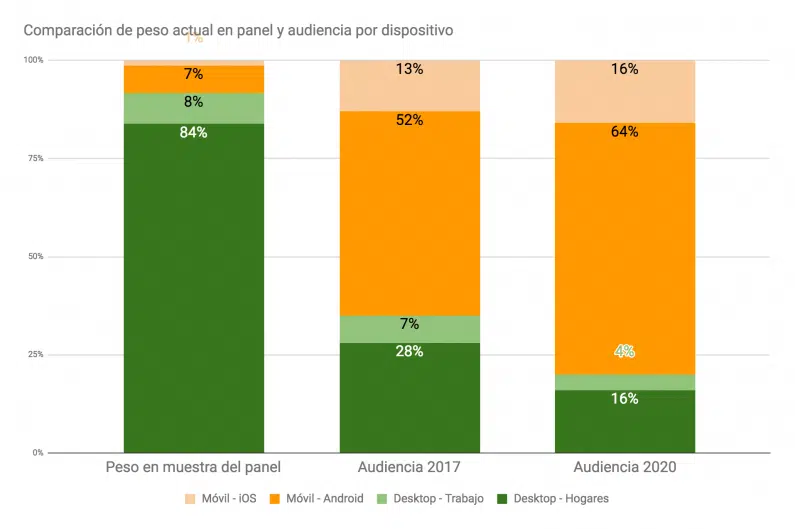 Comparación de peso actual en panel y audiencia por dispositivo
1%
100%
7%
13%
16%
8%
52%
64%
84%
75%
50%
7%
4%
25%
28%
16%
0%
Peso en muestra del panel
Audiencia 2017
Audiencia 2020
Móvil - iOS
Móvil - Android
Desktop - Trabajo
Desktop - Hogares